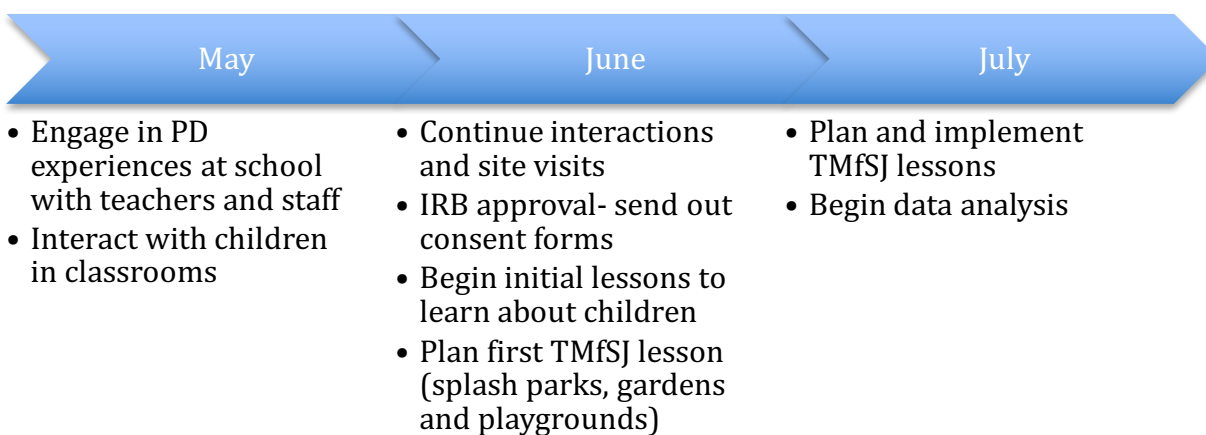 May
• Engage in PD
experiences at school
with teachers and staff
• Interact with children
in classrooms
June
• Continue interactions
and site visits
• IRB approval- send out
consent forms
• Begin initial lessons to
learn about children
• Plan first TMfSJ lesson
(splash parks, gardens
and playgrounds)
July
• Plan and implement
TMfSJ lessons
• Begin data analysis